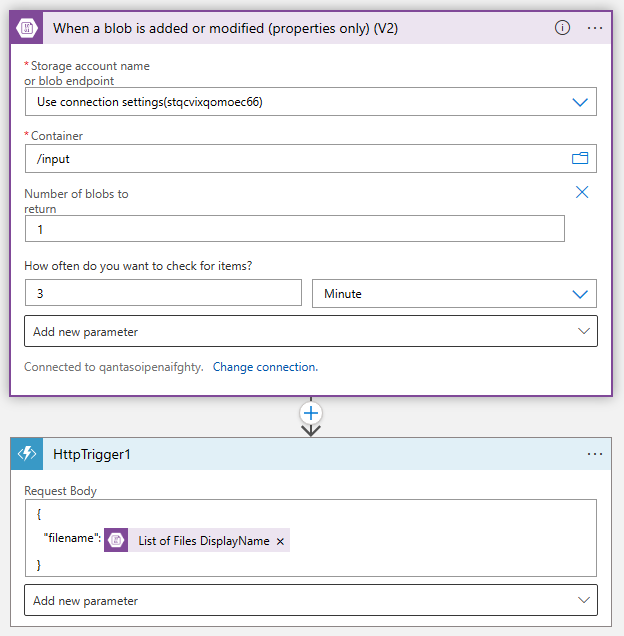 When a blob is added or modified (properties only) (V2)
* Storage account name
or blob endpoint
Use connection settings(stqcvixqomoec66)
* Container
/input
Number of blobs to
return
1
How often do you want to check for items?
3
Minute
Add new parameter
Connected to qantasoipenaifghty. Change connection.
HttpTrigger1
Request Body
{
"filename": List of Files DisplayName ×
}
Add new parameter